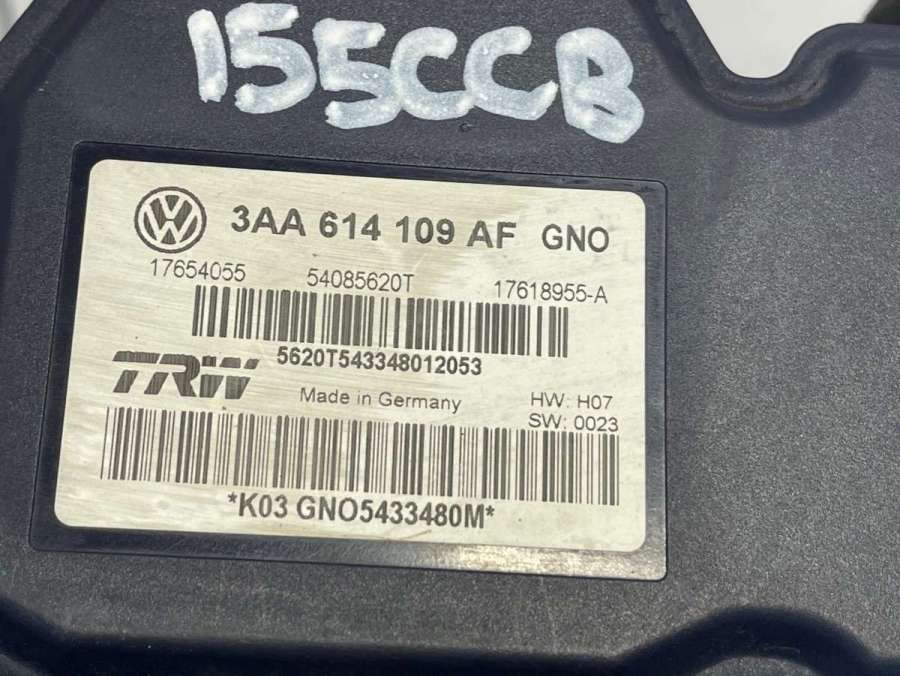 155CCB
3AA 614 109 AF GNO
17654055 54085620T 17618955-A
5620T543348012053
TRW
Made in Germany
HW: H07
SW: 0023
*K03 GNO5433480M*